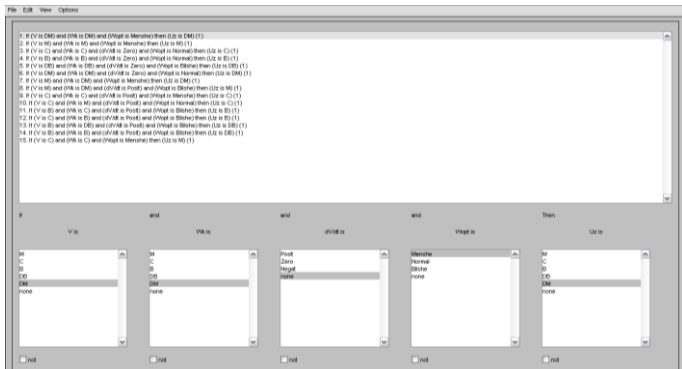 File Edit View Options
1. If (V is DM) and (Wk is DM) and (Wopt is Menshe) then (Uz is DM) (1)
2. If (V is M) and (Wk is M) and (Wopt is Menshe) then (Uz is M) (1)
3. If (V is C) and (Wk is C) and (dV/dt is Zero) and (Wopt is Normal) then (Uz is C) (1)
4. If (V is B) and (Wk is B) and (dV/dt is Zero) and (Wopt is Normal) then (Uz is B) (1)
5. If (V is DB) and (Wk is DB) and (dV/dt is Zero) and (Wopt is Bilshe) then (Uz is DB) (1)
6. If (V is DM) and (Wk is DM) and (dV/dt is Zero) and (Wopt is Normal) then (Uz is DM) (1)
7. If (V is M) and (Wk is DM) and (Wopt is Menshe) then (Uz is DM) (1)
8. If (V is M) and (Wk is DM) and (dV/dt is Posit) and (Wopt is Bilshe) then (Uz is M) (1)
9. If (V is C) and (Wk is C) and (dV/dt is Posit) and (Wopt is Menshe) then (Uz is C) (1)
10. If (V is C) and (Wk is M) and (dV/dt is Posit) and (Wopt is Normal) then (Uz is C) (1)
11. If (V is B) and (Wk is C) and (dV/dt is Posit) and (Wopt is Bilshe) then (Uz is B) (1)
12. If (V is C) and (Wk is B) and (dV/dt is Posit) and (Wopt is Bilshe) then (Uz is B) (1)
13. If (V is B) and (Wk is DB) and (dV/dt is Posit) and (Wopt is Bilshe) then (Uz is DB) (1)
14. If (V is B) and (Wk is B) and (dV/dt is Posit) and (Wopt is Bilshe) then (Uz is DB) (1)
15. If (V is C) and (Wk is C) and (Wopt is Menshe) then (Uz is M) (1)
If and and and Then
V is Wk is dV/dt is Wopt is Uz is
M M Posit Menshe M
C C Zero Normal C
B B Negat Bilshe B
DB DB none none DB
DM DM DM
none none none
not not not not not